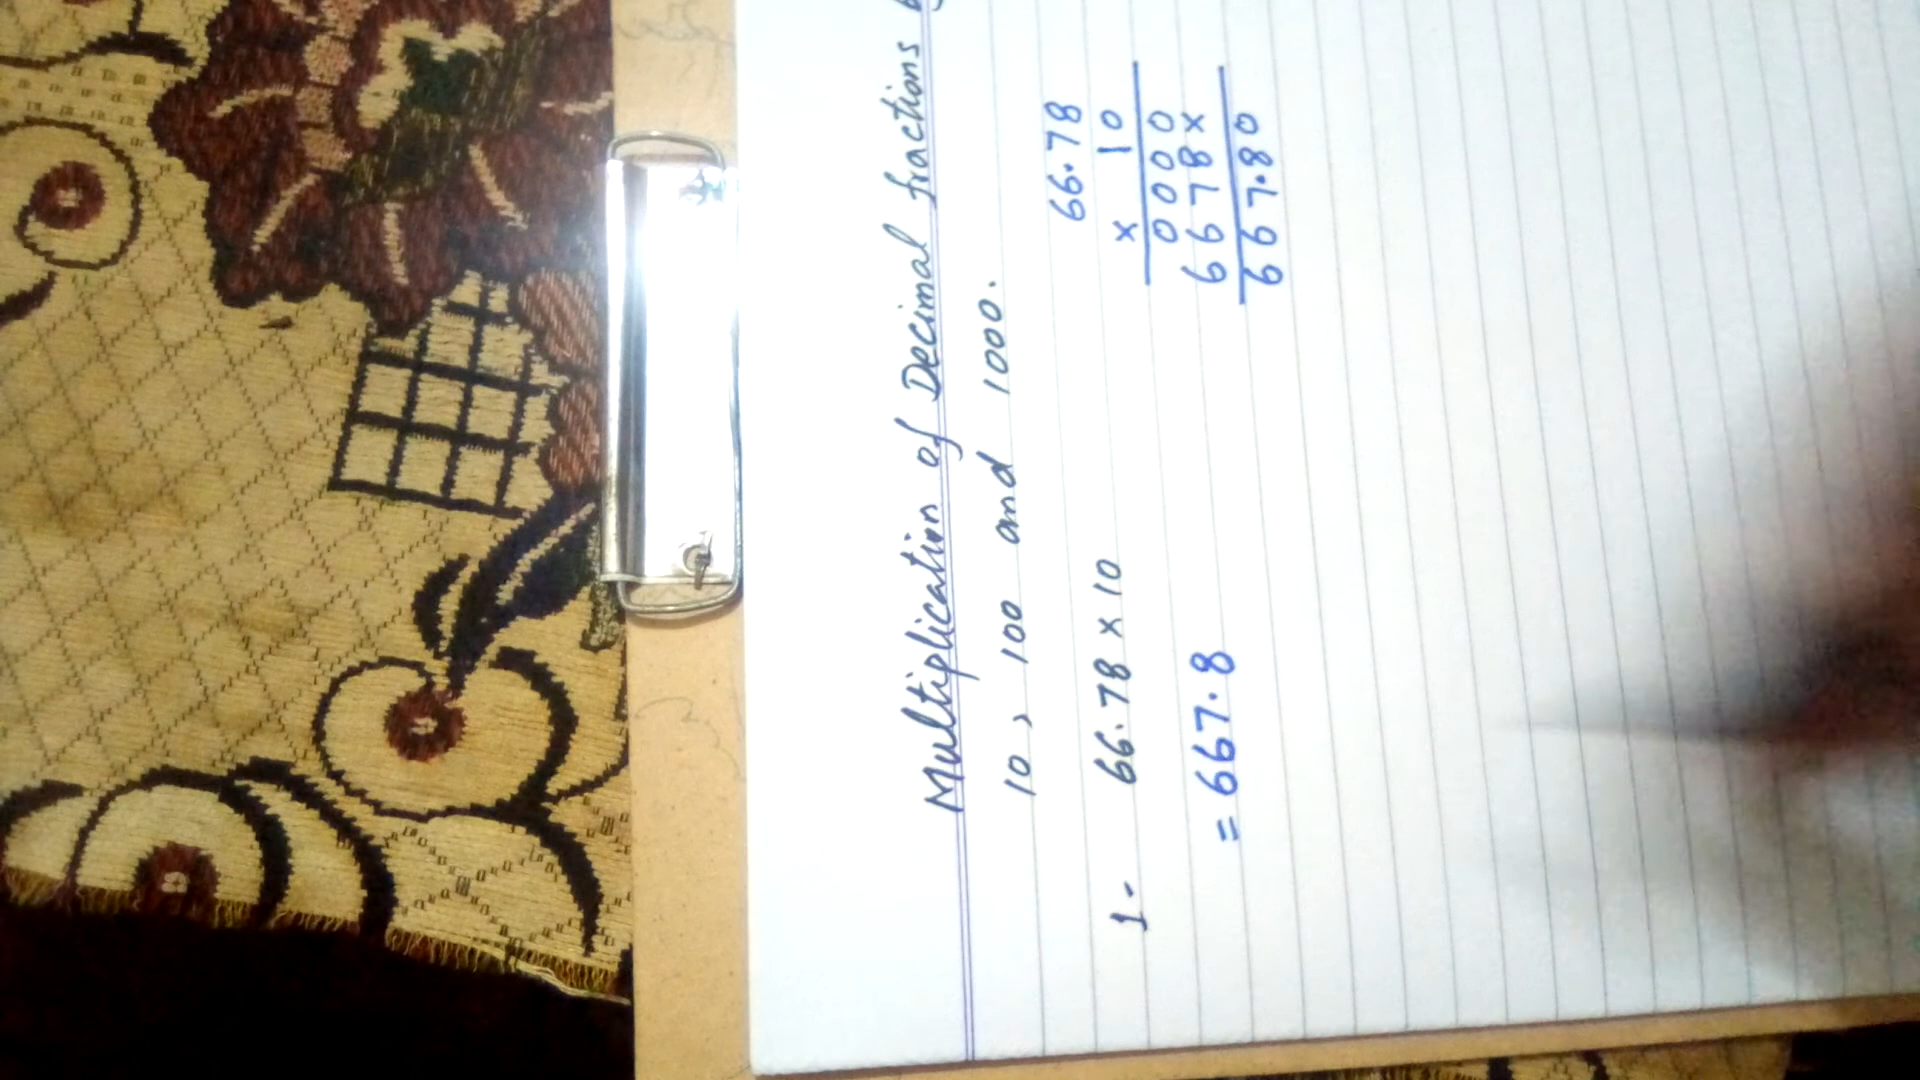 Multiplication of Decimal fractions
10, 100 and 1000.
1. 66.78 × 10
= 667.8
66.78
× 10
0000
6678×
667.80